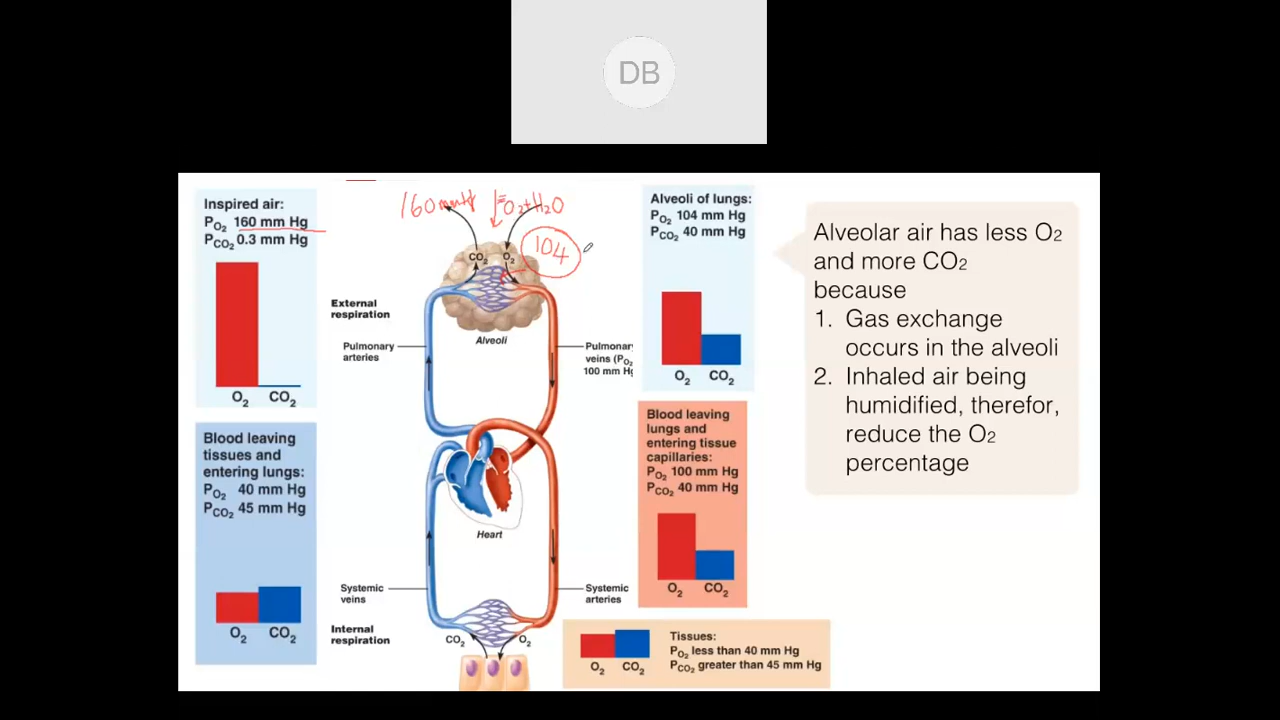 DB
Inspired air:
PO₂ 160 mm Hg
PCO₂ 0.3 mm Hg
O₂ CO₂
160 mmHg
O₂ + H₂O
104
CO₂ O₂
External
respiration
Alveoli
Pulmonary
arteries
Pulmonary
veins (PO₂
100 mm Hg
Alveoli of lungs:
PO₂ 104 mm Hg
PCO₂ 40 mm Hg
O₂ CO₂
Alveolar air has less O₂
and more CO₂
because
1. Gas exchange
occurs in the alveoli
2. Inhaled air being
humidified, therefor,
reduce the O₂
percentage
Blood leaving
tissues and
entering lungs:
PO₂ 40 mm Hg
PCO₂ 45 mm Hg
O₂ CO₂
Heart
Blood leaving
lungs and
entering tissue
capillaries:
PO₂ 100 mm Hg
PCO₂ 40 mm Hg
O₂ CO₂
Systemic
veins
Systemic
arteries
Internal
respiration
CO₂ O₂
Tissues:
PO₂ less than 40 mm Hg
PCO₂ greater than 45 mm Hg
O₂ CO₂